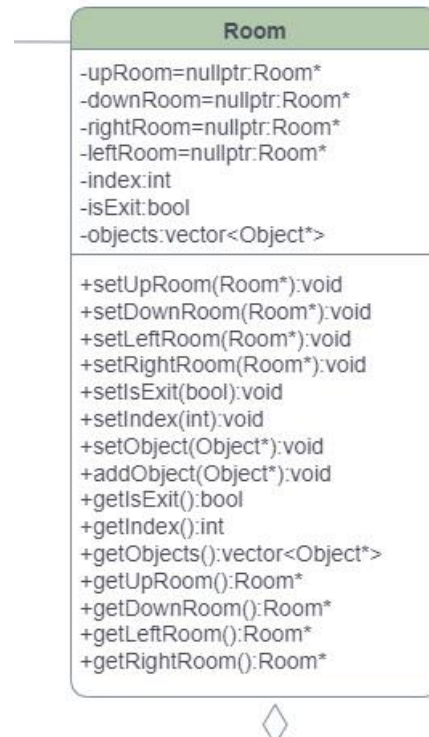 Room
-upRoom=nullptr:Room*
-downRoom=nullptr:Room*
-rightRoom=nullptr:Room*
-leftRoom=nullptr:Room*
-index:int
-isExit:bool
-objects:vector<Object*>
+setUpRoom(Room*):void
+setDownRoom(Room*):void
+setLeftRoom(Room*):void
+setRightRoom(Room*):void
+setIsExit(bool):void
+setIndex(int):void
+setObject(Object*):void
+addObject(Object*):void
+getIsExit():bool
+getIndex():int
+getObjects():vector<Object*>
+getUpRoom():Room*
+getDownRoom():Room*
+getLeftRoom():Room*
+getRightRoom():Room*